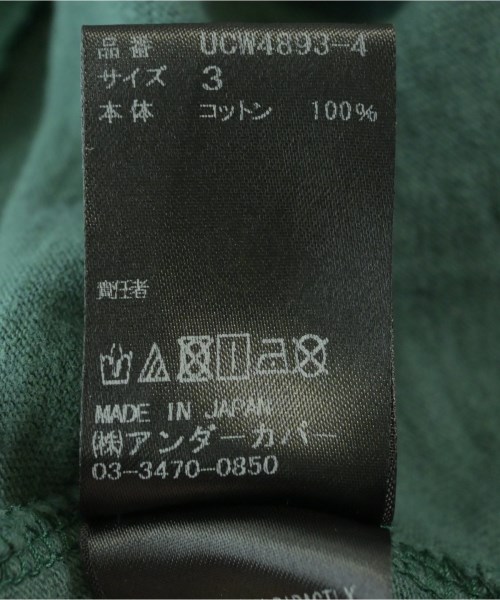 品番 UCW4893-4
サイズ 3
本体 コットン 100%
責任者
MADE IN JAPAN
(株)アンダーカバー
03-3470-0850